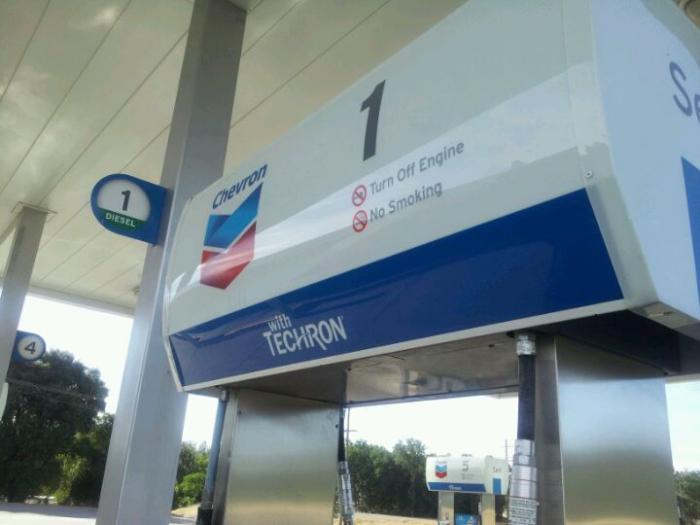 1
DIESEL
4
Chevron
1
Turn Off Engine
No Smoking
with
TECHRON
5